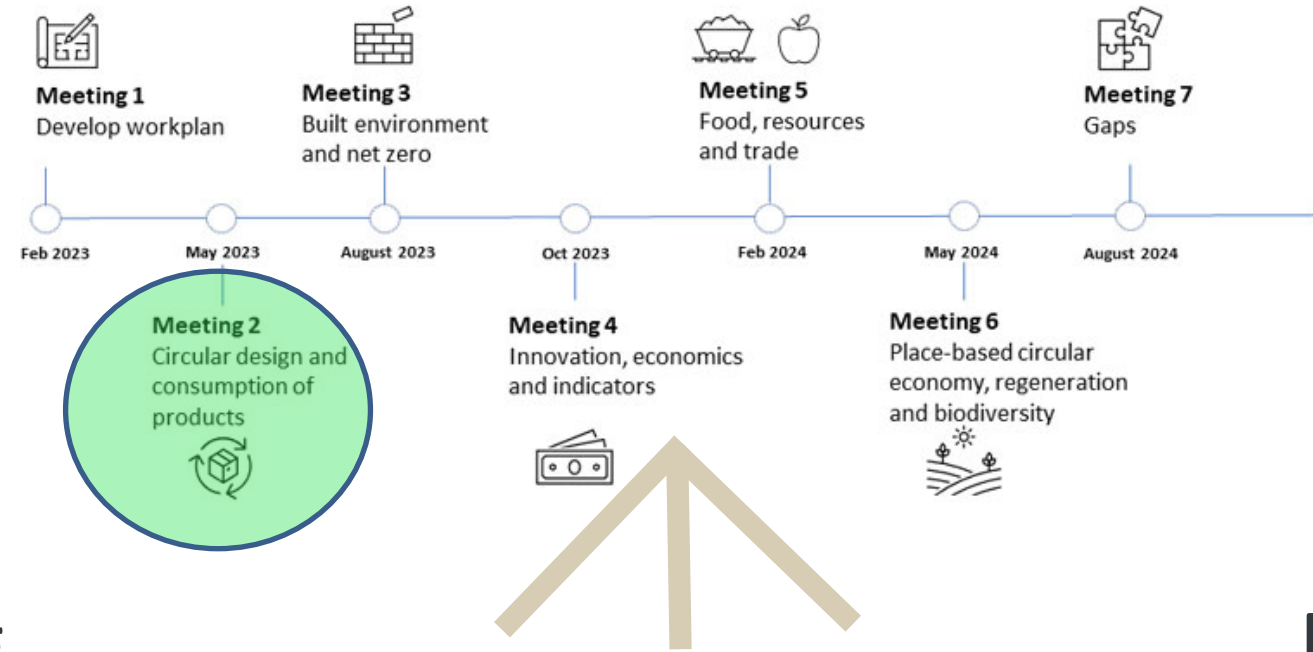 Meeting 1
Develop workplan
Meeting 3
Built environment
and net zero
Meeting 5
Food, resources
and trade
Meeting 7
Gaps
Feb 2023
May 2023
August 2023
Oct 2023
Feb 2024
May 2024
August 2024
Meeting 2
Circular design and
consumption of
products
Meeting 4
Innovation, economics
and indicators
Meeting 6
Place-based circular
economy, regeneration
and biodiversity